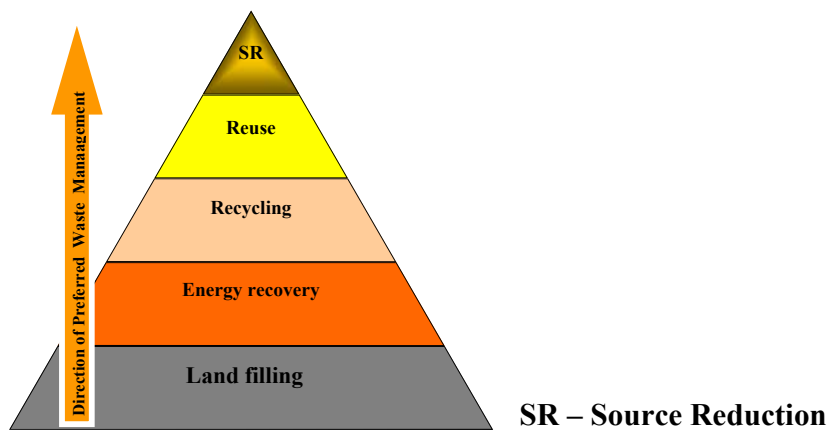 SR
Reuse
Recycling
Energy recovery
Land filling
Direction of Preferred Waste Manaagement
SR – Source Reduction